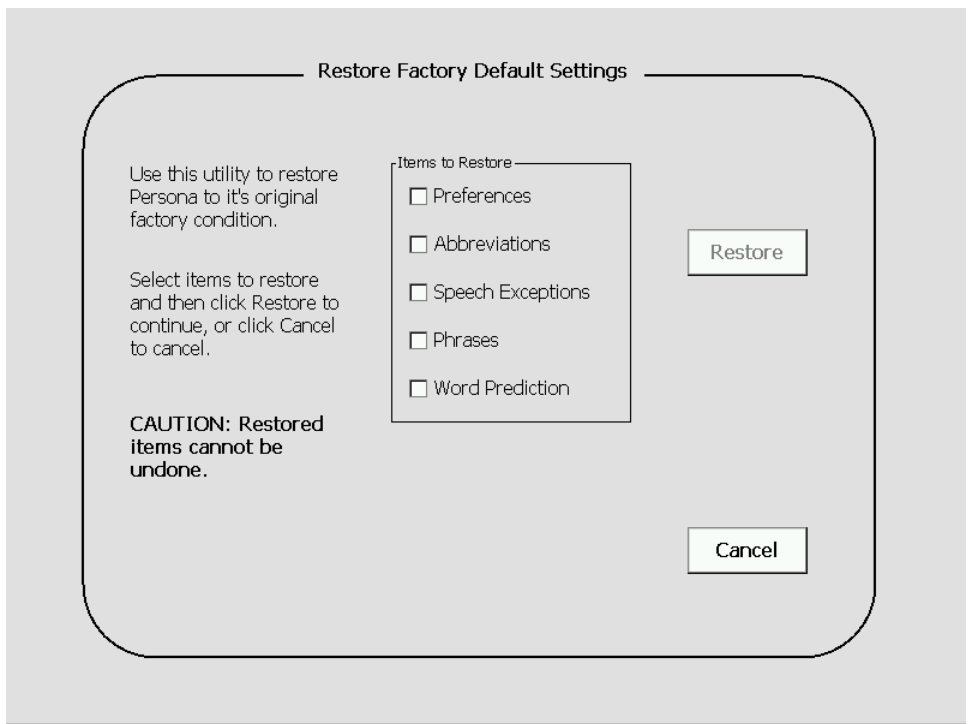 Restore Factory Default Settings
Use this utility to restore
Persona to it's original
factory condition.
Select items to restore
and then click Restore to
continue, or click Cancel
to cancel.
CAUTION: Restored
items cannot be
undone.
Items to Restore
Preferences
Abbreviations
Speech Exceptions
Phrases
Word Prediction
Restore
Cancel